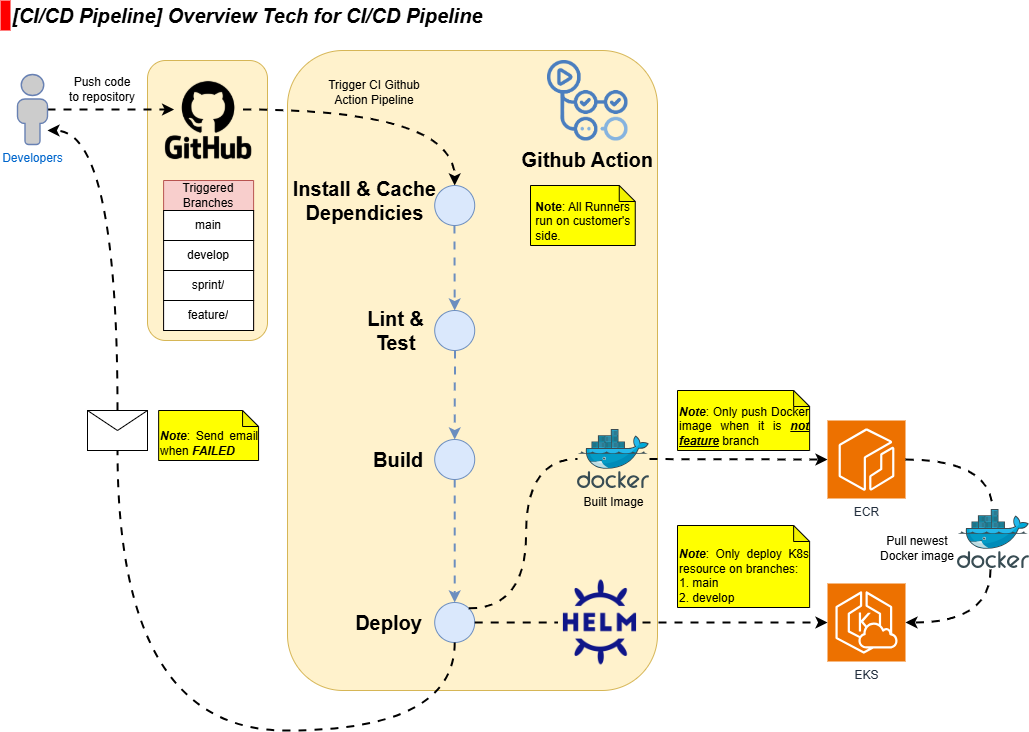 [CI/CD Pipeline] Overview Tech for CI/CD Pipeline
Push code
to repository
Developers
GitHub
Triggered
Branches
main
develop
sprint/
feature/
Trigger CI Github
Action Pipeline
Github Action
Note: All Runners
run on customer's
side.
Install & Cache
Dependicies
Lint &
Test
Build
Deploy
Note: Send email
when FAILED
docker
Built Image
HELM
Note: Only push Docker
image when it is not
feature branch
ECR
Note: Only deploy K8s
resource on branches:
1. main
2. develop
Pull newest
Docker image
docker
K
EKS